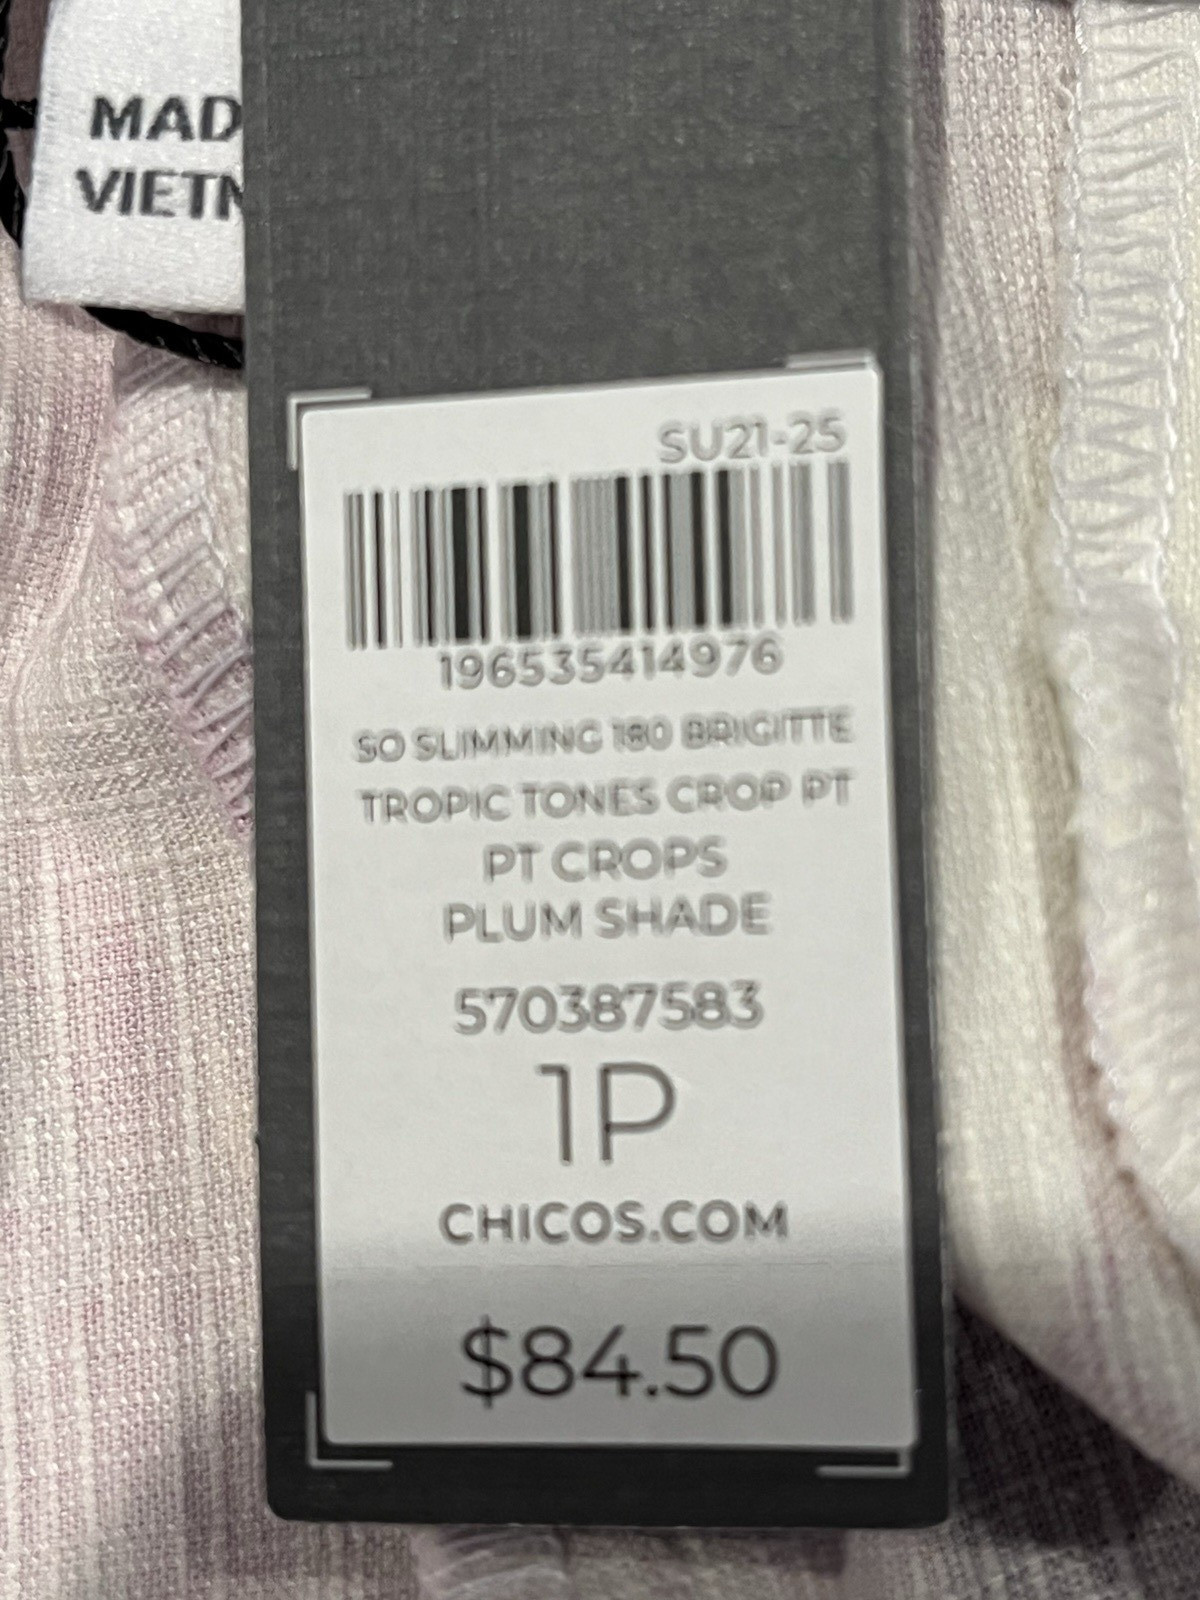 MAD
VIETN
SU21-25
196535414976
SO SLIMMING 180 BRIGITTE
TROPIC TONES CROP PT
PT CROPS
PLUM SHADE
570387583
1P
CHICOS.COM
$84.50